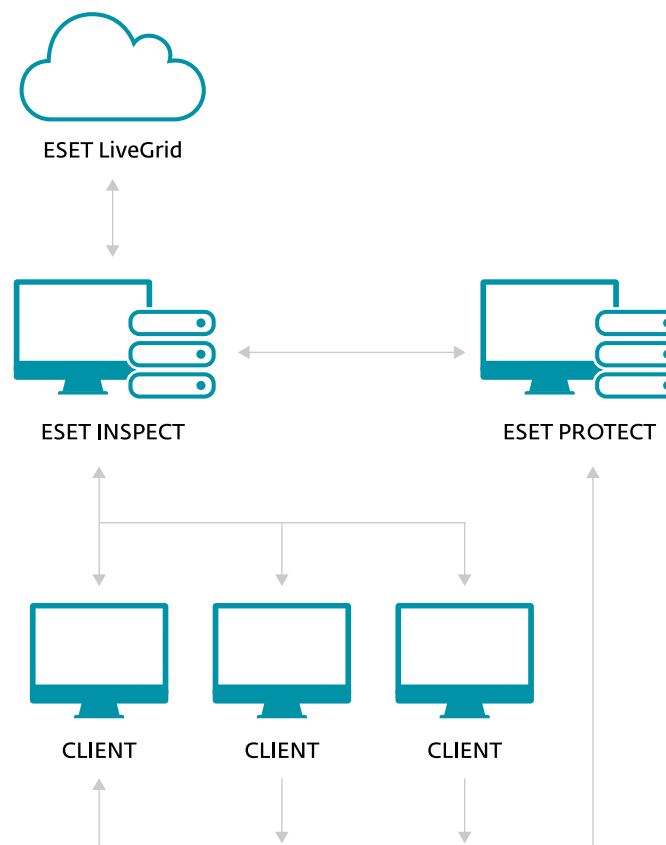 ESET LiveGrid
ESET INSPECT
ESET PROTECT
CLIENT
CLIENT
CLIENT